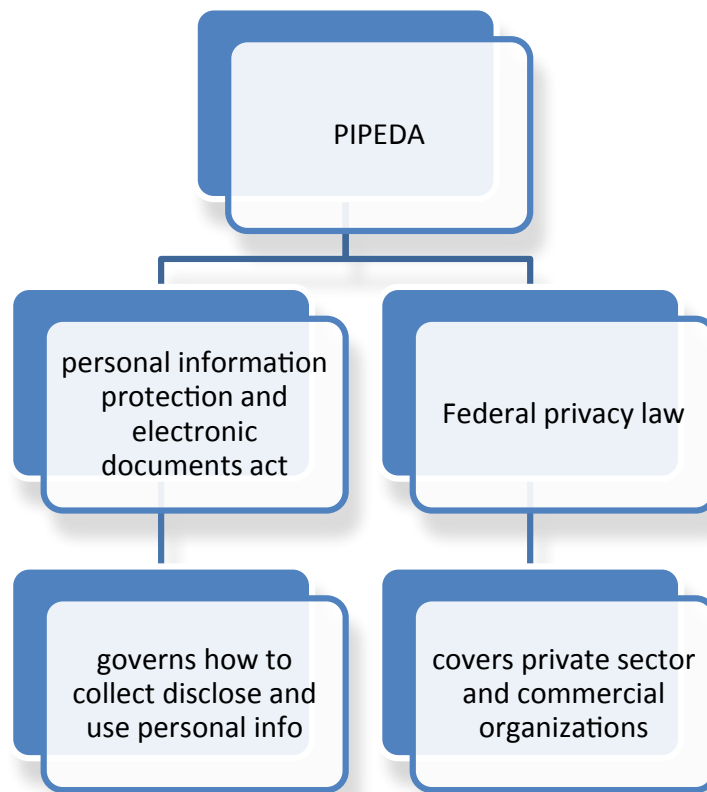 PIPEDA
personal information
protection and
electronic
documents act
Federal privacy law
governs how to
collect disclose and
use personal info
covers private sector
and commercial
organizations